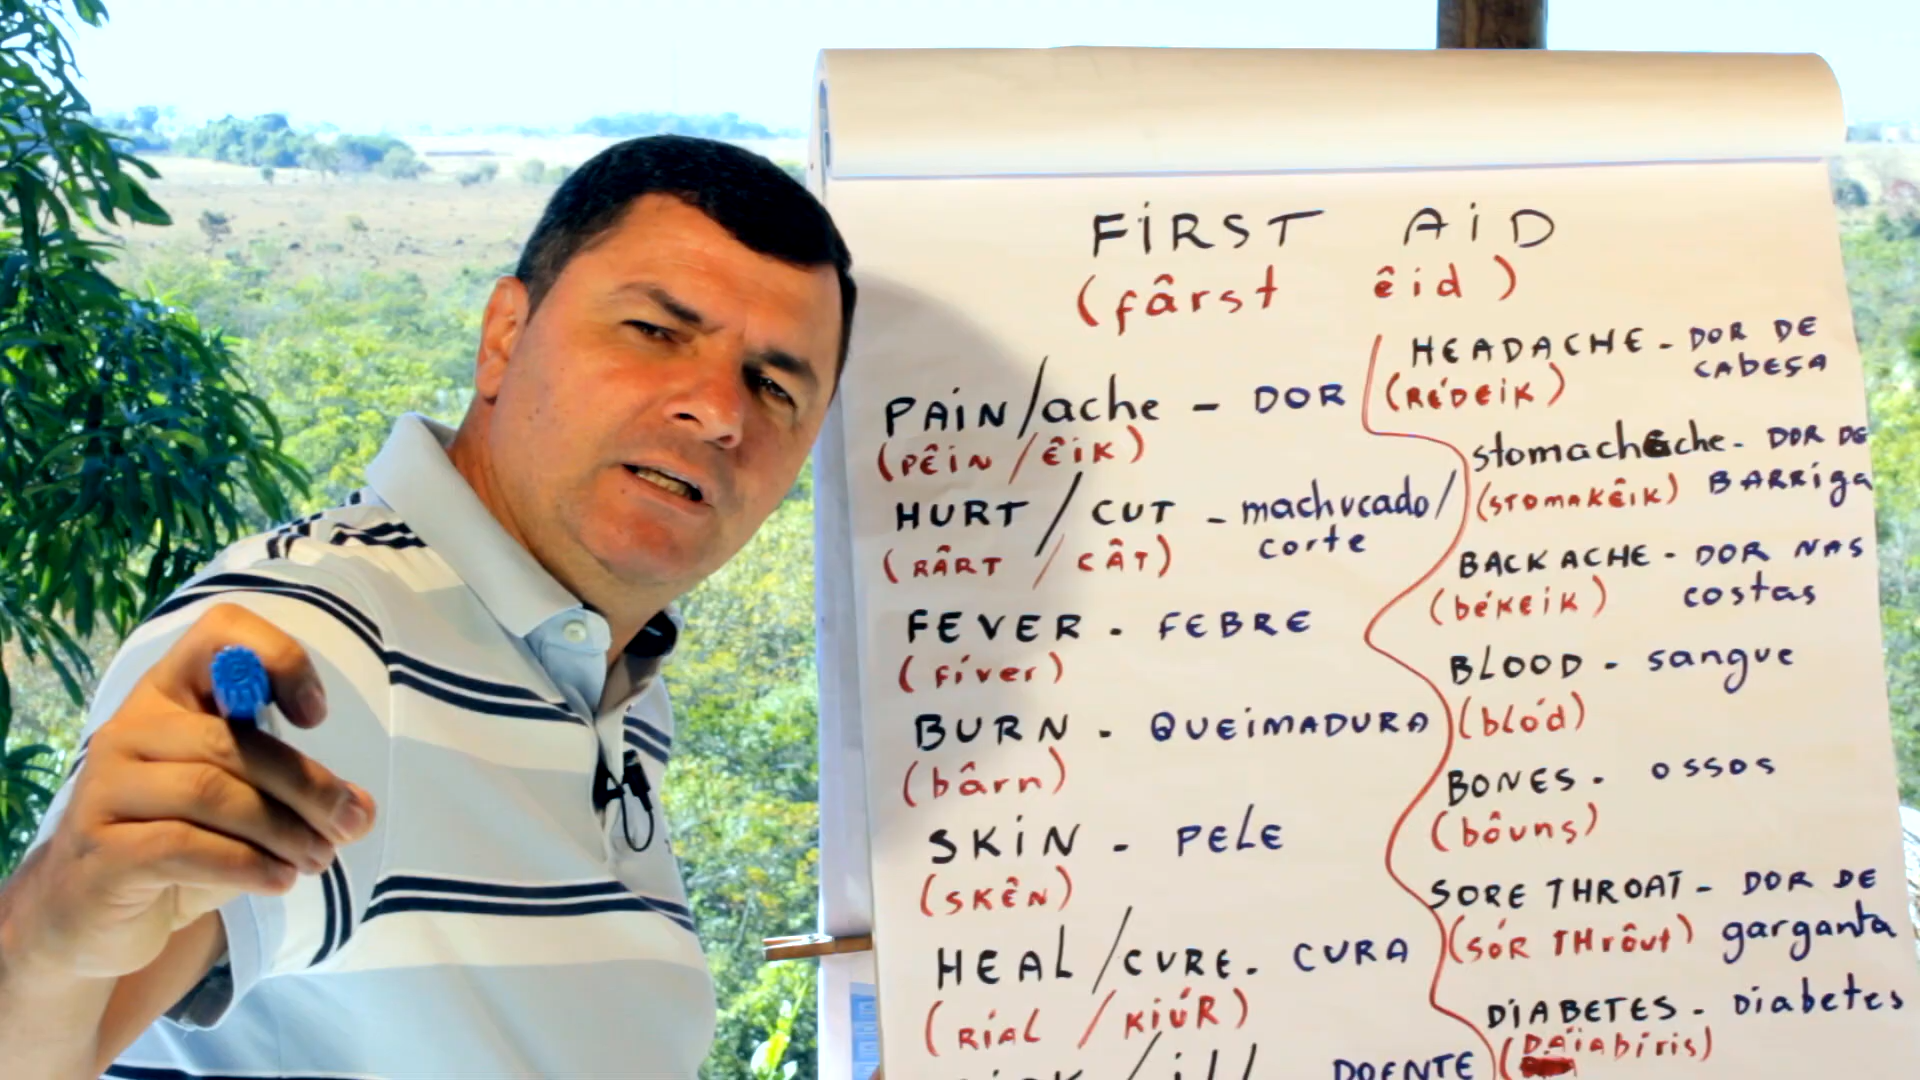 FiRST AiD
(fârst êid)
PAiN/ache - DOR
(PÊiN/ÊiK)
HURT/CUT - machucado/
corte
(RÂRT/CÂT)
FEVER - FEBRE
(Fíver)
BURN - QUEiMADURA
(bârn)
SKiN - PELE
(SKÊN)
HEAL/CURE - CURA
(RíAL/KiÚR)
/ill DOENTE
HEADACHE - DOR DE
CABEÇA
(RÉDEiK)
stomachache - DOR DE
(STOMAKÊiK) BARRiga
BACKACHE - DOR NAS
(béKeiK) costas
BLOOD - sangue
(blód)
BONES - ossos
(bôuns)
SORE THROAT - DOR DE
(SÓR THrôut) garganta
DiABETES - Diabetes
(DÁiabiris)